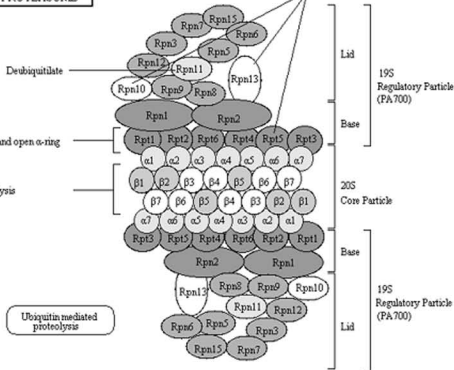 Rpn15
Rpn7
Rpn6
Rpn3
Rpn5
Lid
Rpn12
Deubiquitilate
Rpn11
Rpn13
19S
Regulatory Particle
(PA700)
Rpn10 Rpn9 Rpn8
Rpn1 Rpn2
Base
and open α-ring
Rpt1 Rpt2 Rpt6 Rpt4 Rpt5 Rpt3
α1 α2 α3 α4 α5 α6 α7
β1 β2 β3 β4 β5 β6 β7
20S
Core Particle
β7 β6 β5 β4 β3 β2 β1
α7 α6 α5 α4 α3 α2 α1
Rpt3 Rpt5 Rpt4 Rpt6 Rpt2 Rpt1
Base
Rpn2 Rpn1
Rpn13 Rpn8 Rpn9 Rpn10
19S
Regulatory Particle
(PA700)
Rpn11 Rpn12
Ubiquitin mediated
proteolysis
Rpn6 Rpn5 Rpn3
Lid
Rpn15 Rpn7